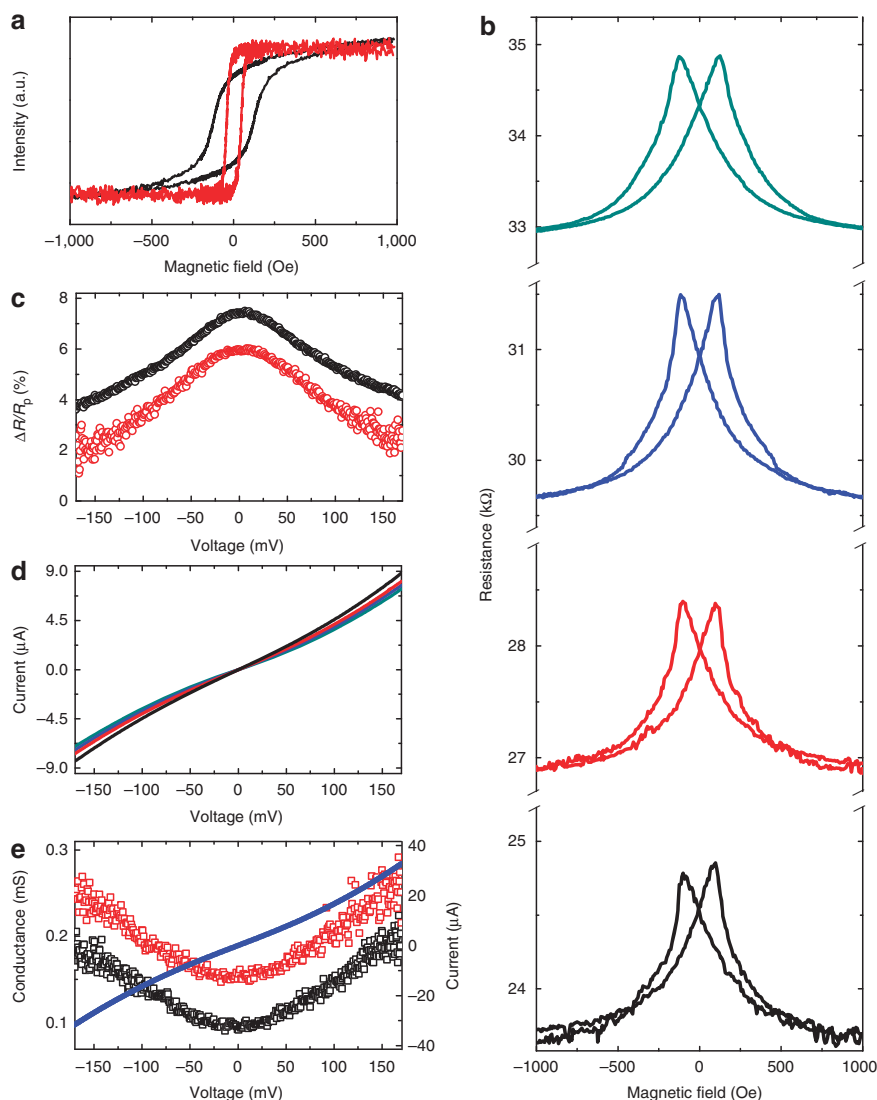 a
Intensity (a.u.)
−1,000 −500 0 500 1,000
Magnetic field (Oe)
b
35
34
33
31
30
28
27
25
24
Resistance (kΩ)
−1000 −500 0 500 1000
Magnetic field (Oe)
c
8
6
4
2
0
ΔR/Rp (%)
−150 −100 −50 0 50 100 150
Voltage (mV)
d
9.0
4.5
0.0
−4.5
−9.0
Current (μA)
−150 −100 −50 0 50 100 150
Voltage (mV)
e
0.3
0.2
0.1
Conductance (mS)
40
20
0
−20
−40
Current (μA)
−150 −100 −50 0 50 100 150
Voltage (mV)